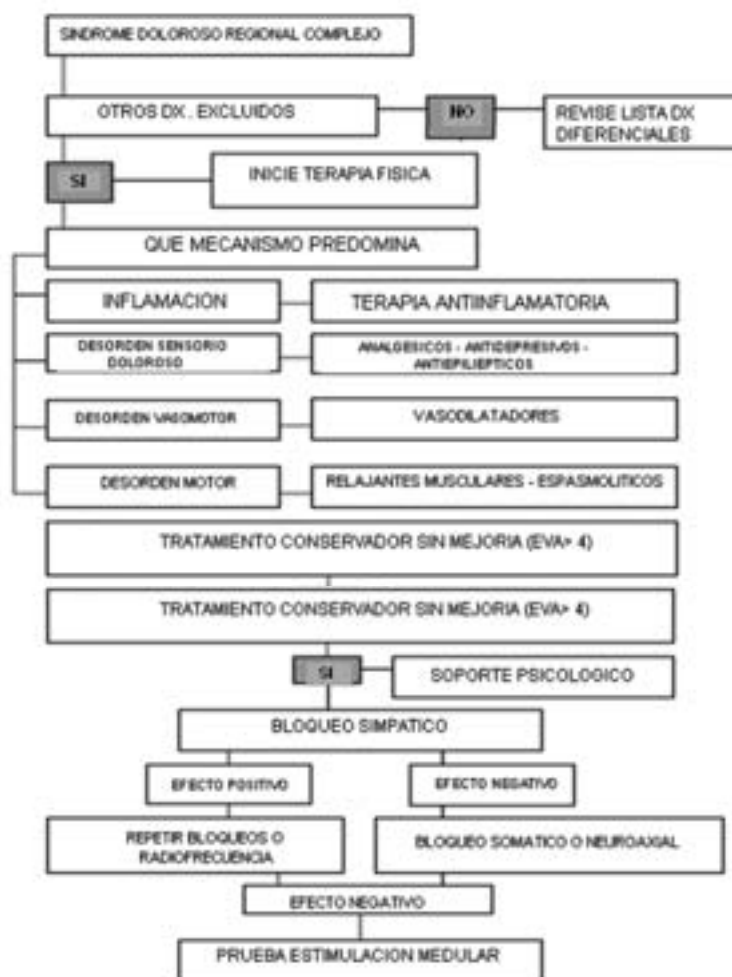 SINDROME DOLOROSO REGIONAL COMPLEJO
OTROS DX . EXCLUIDOS
NO
REVISE LISTA DX
DIFERENCIALES
SI
INICIE TERAPIA FISICA
QUE MECANISMO PREDOMINA
INFLAMACION
TERAPIA ANTIINFLAMATORIA
DESORDEN SENSORIO
DOLOROSO
ANALGESICOS - ANTIDEPRESIVOS -
ANTIEPILIEPTICOS
DESORDEN VASOMOTOR
VASODILATADORES
DESORDEN MOTOR
RELAJANTES MUSCULARES - ESPASMOLITICOS
TRATAMIENTO CONSERVADOR SIN MEJORIA (EVA> 4)
TRATAMIENTO CONSERVADOR SIN MEJORIA (EVA> 4)
SI
SOPORTE PSICOLOGICO
BLOQUEO SIMPATICO
EFECTO POSITIVO
EFECTO NEGATIVO
REPETIR BLOQUEOS O
RADIOFRECUENCIA
BLOQUEO SOMATICO O NEUROAXIAL
EFECTO NEGATIVO
PRUEBA ESTIMULACION MEDULAR